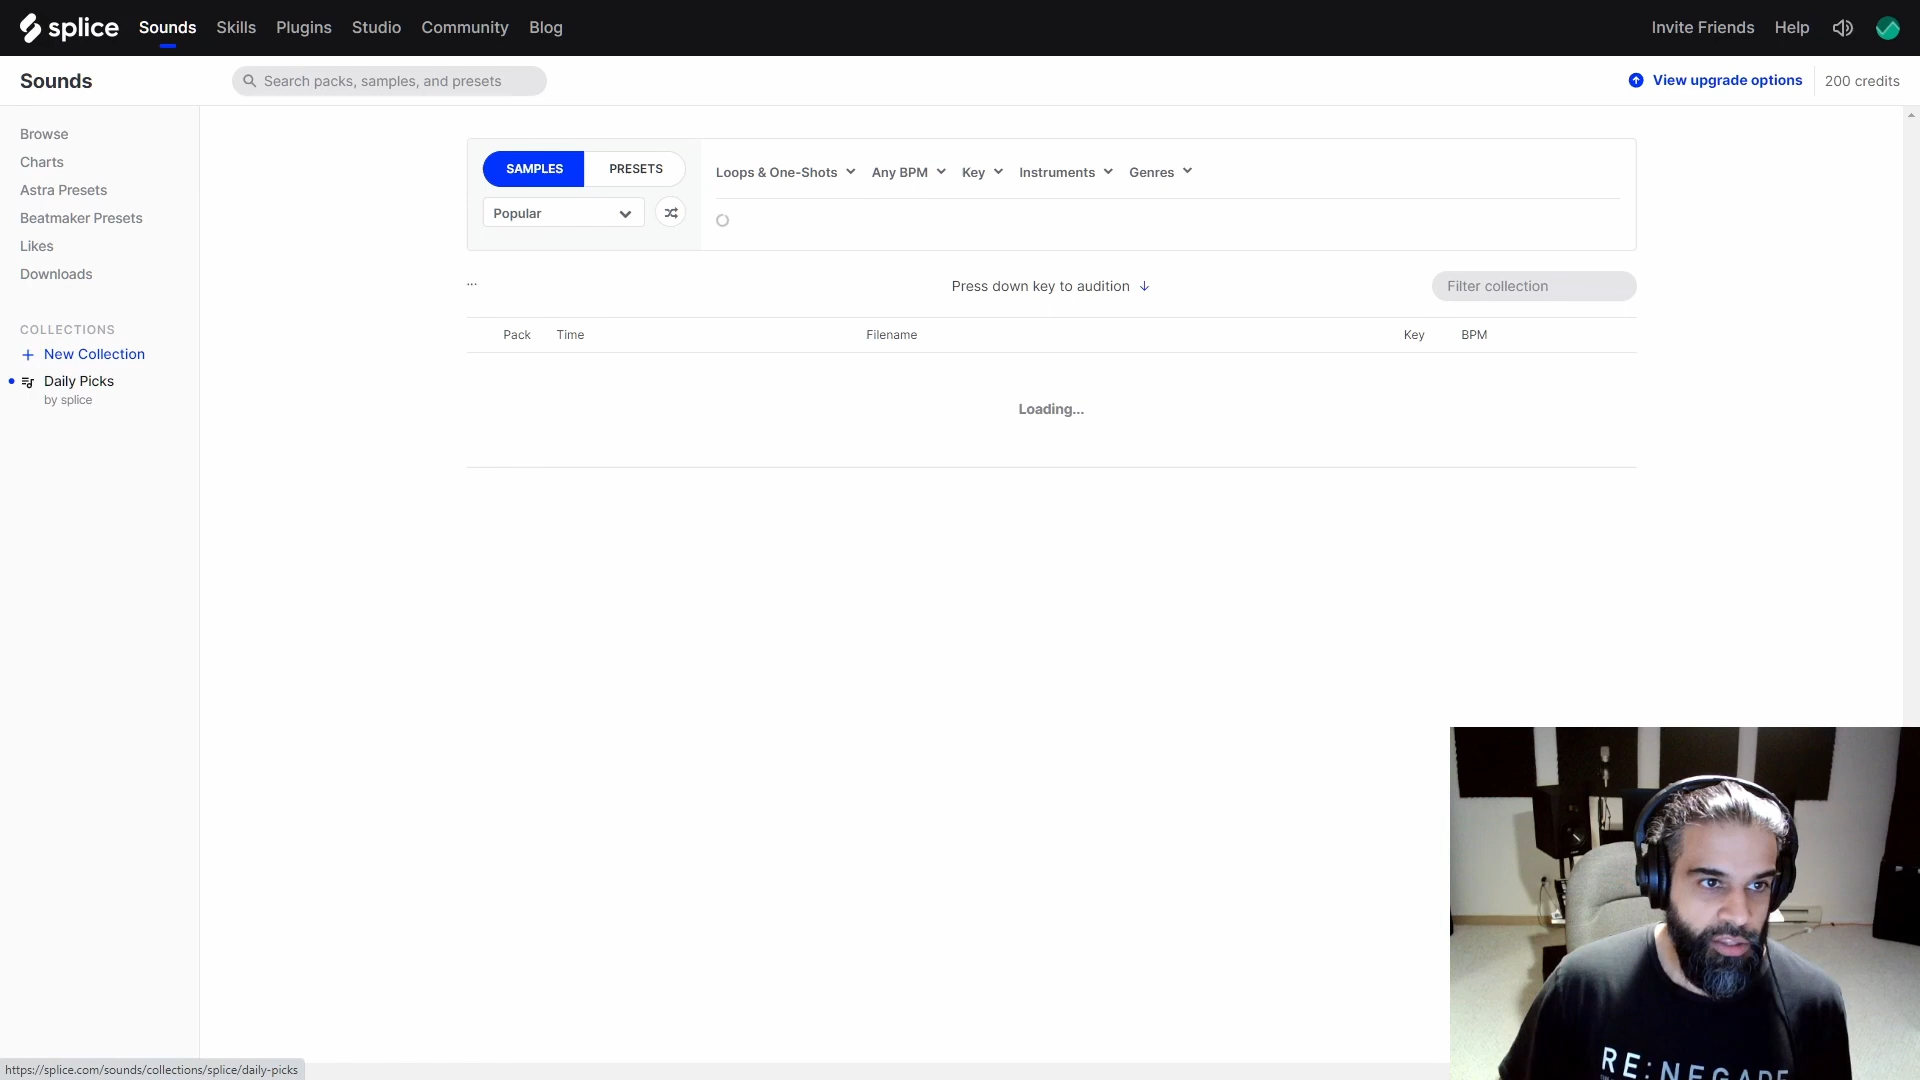 splice
Sounds
Skills
Plugins
Studio
Community
Blog
Invite Friends
Help
Sounds
Search packs, samples, and presets
View upgrade options
200 credits
Browse
Charts
Astra Presets
Beatmaker Presets
Likes
Downloads
COLLECTIONS
New Collection
Daily Picks
by splice
SAMPLES
PRESETS
Loops & One-Shots
Any BPM
Key
Instruments
Genres
Popular
...
Press down key to audition
Filter collection
Pack
Time
Filename
Key
BPM
Loading...
RE:NEGADE
https://splice.com/sounds/collections/splice/daily-picks